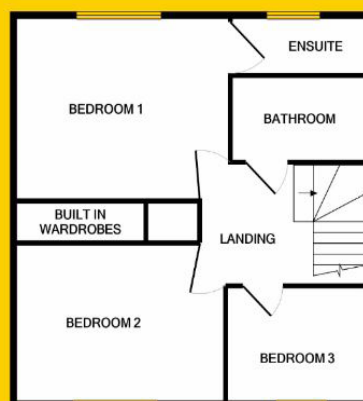 ENSUITE
BEDROOM 1
BATHROOM
BUILT IN
WARDROBES
LANDING
BEDROOM 2
BEDROOM 3